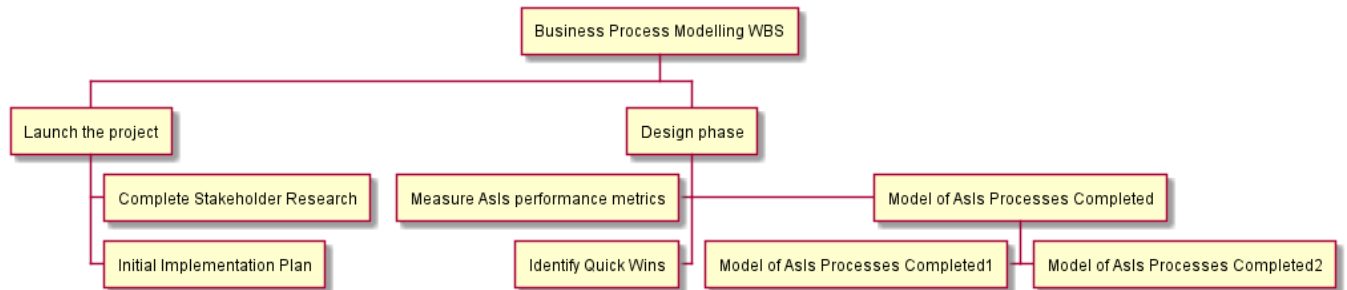 Business Process Modelling WBS
Launch the project
Design phase
Complete Stakeholder Research
Measure AsIs performance metrics
Model of AsIs Processes Completed
Initial Implementation Plan
Identify Quick Wins
Model of AsIs Processes Completed1
Model of AsIs Processes Completed2